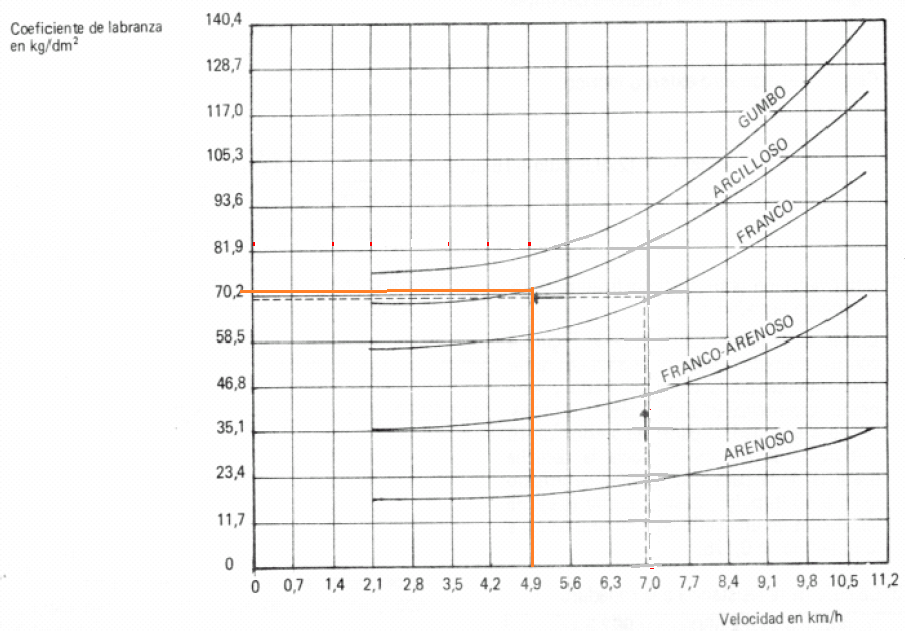 Coeficiente de labranza
en kg/dm²
140,4
128,7
117,0
105,3
93,6
81,9
70,2
58,5
46,8
35,1
23,4
11,7
0
GUMBO
ARCILLOSO
FRANCO
FRANCO-ARENOSO
ARENOSO
0 0,7 1,4 2,1 2,8 3,5 4,2 4,9 5,6 6,3 7,0 7,7 8,4 9,1 9,8 10,5 11,2
Velocidad en km/h